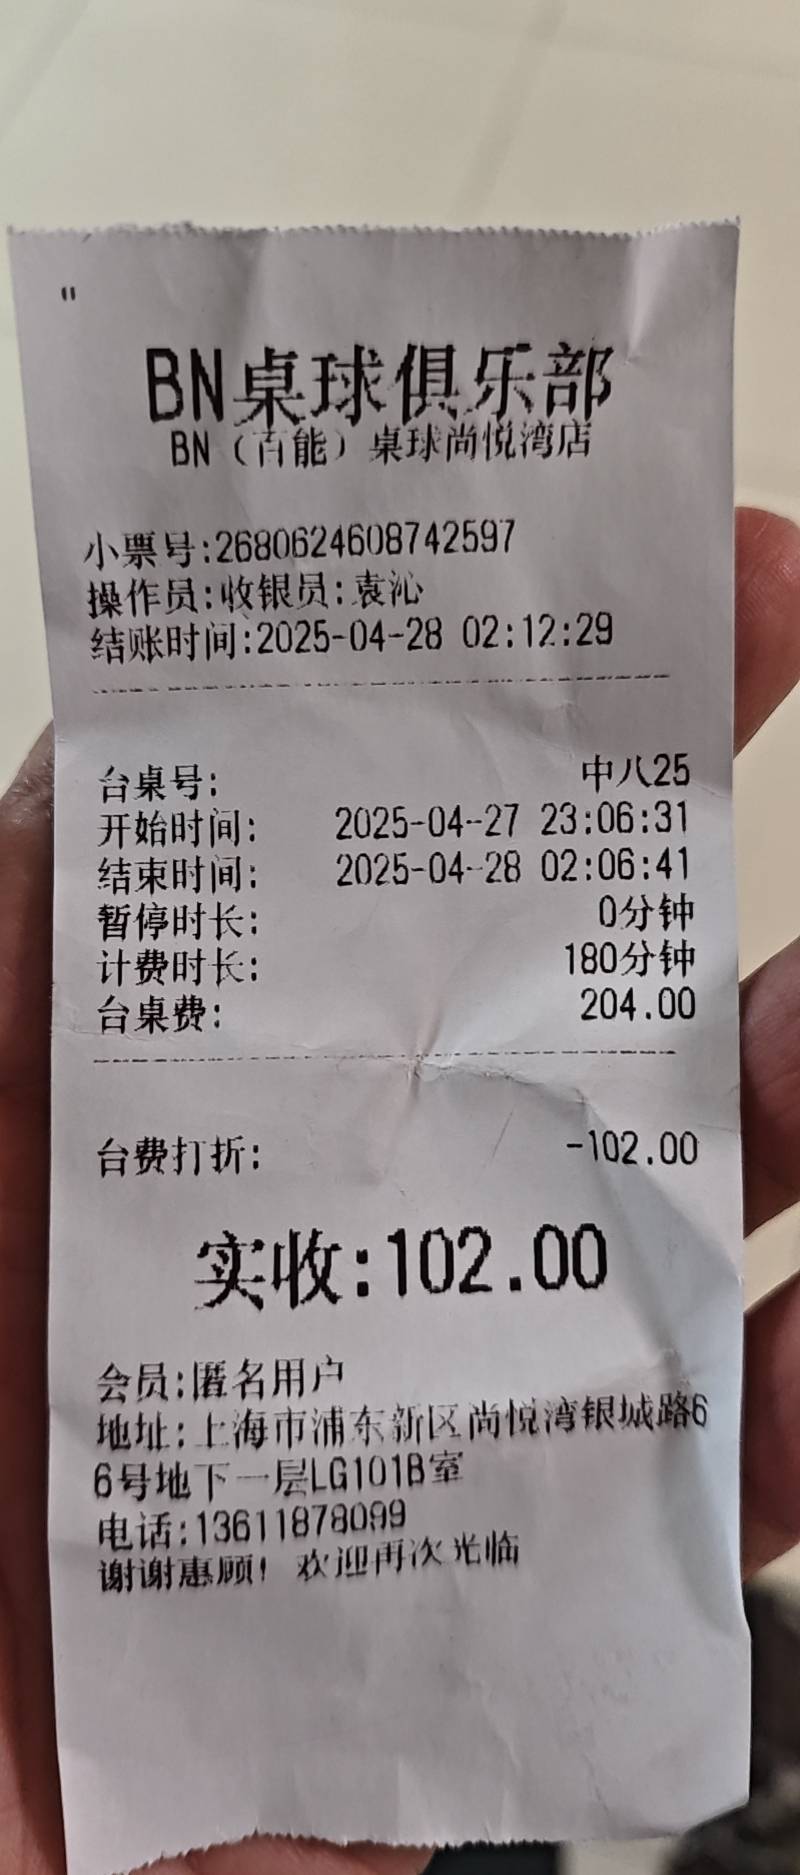 "
BN桌球俱乐部
BN（百能）桌球尚悦湾店
小票号:2680624608742597
操作员:收银员:袁沁
结账时间:2025-04-28 02:12:29
台桌号: 中八25
开始时间: 2025-04-27 23:06:31
结束时间: 2025-04-28 02:06:41
暂停时长: 0分钟
计费时长: 180分钟
台桌费: 204.00
台费打折: -102.00
实收:102.00
会员:匿名用户
地址:上海市浦东新区尚悦湾银城路6
6号地下一层LG101B室
电话:13611878099
谢谢惠顾! 欢迎再次光临